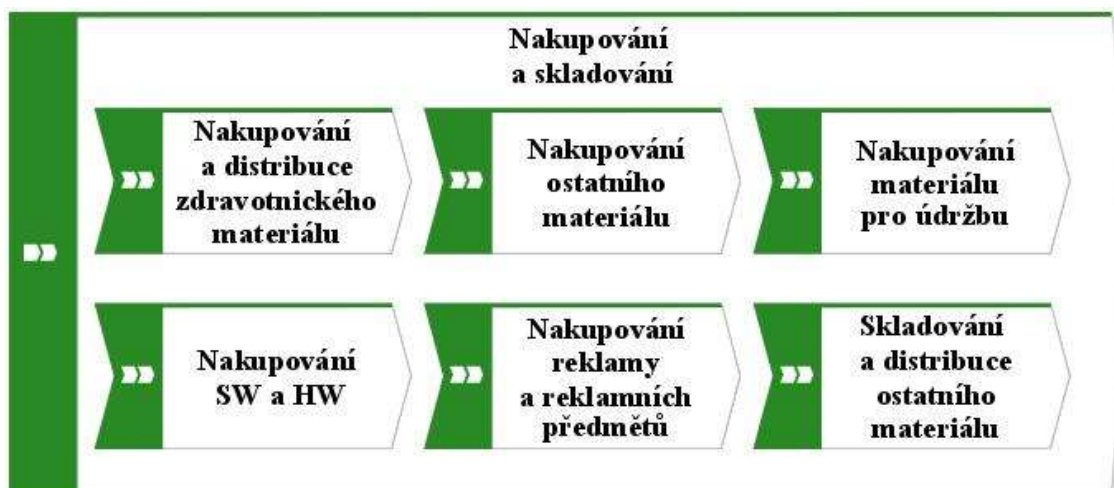 Nakupování
a skladování
Nakupování
a distribuce
zdravotnického
materiálu
Nakupování
ostatního
materiálu
Nakupování
materiálu
pro údržbu
Nakupování
SW a HW
Nakupování
reklamy
a reklamních
předmětů
Skladování
a distribuce
ostatního
materiálu